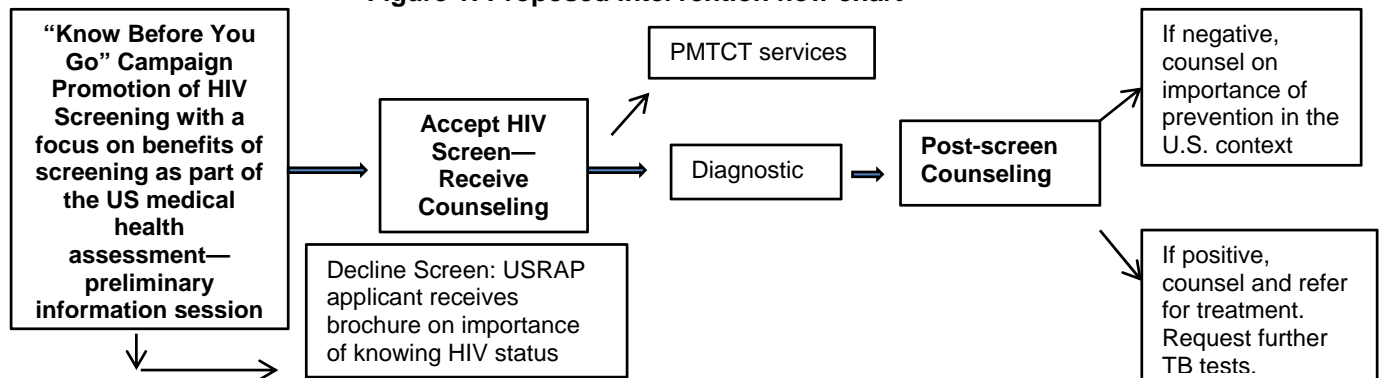 Figure 1. Proposed intervention flow chart
“Know Before You
Go” Campaign
Promotion of HIV
Screening with a
focus on benefits of
screening as part of
the US medical
health
assessment—
preliminary
information session
Accept HIV
Screen—
Receive
Counseling
Decline Screen: USRAP
applicant receives
brochure on importance
of knowing HIV status
PMTCT services
Diagnostic
Post-screen
Counseling
If negative,
counsel on
importance of
prevention in the
U.S. context
If positive,
counsel and refer
for treatment.
Request further
TB tests.